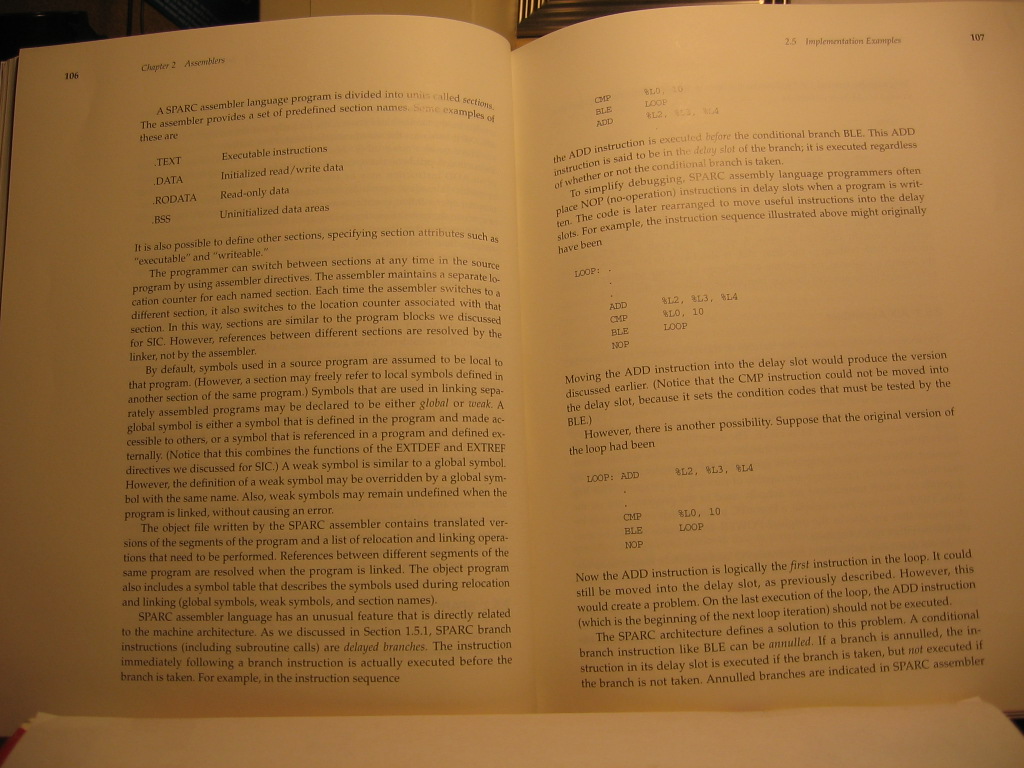 106
Chapter 2 Assemblers
A SPARC assembler language program is divided into units called sections.
The assembler provides a set of predefined section names. Some examples of
these are
.TEXT Executable instructions
.DATA Initialized read/write data
.RODATA Read-only data
.BSS Uninitialized data areas
It is also possible to define other sections, specifying section attributes such as
"executable" and "writeable."
The programmer can switch between sections at any time in the source
program by using assembler directives. The assembler maintains a separate lo-
cation counter for each named section. Each time the assembler switches to a
different section, it also switches to the location counter associated with that
section. In this way, sections are similar to the program blocks we discussed
for SIC. However, references between different sections are resolved by the
linker, not by the assembler.
By default, symbols used in a source program are assumed to be local to
that program. (However, a section may freely refer to local symbols defined in
another section of the same program.) Symbols that are used in linking sepa-
rately assembled programs may be declared to be either global or weak. A
global symbol is either a symbol that is defined in the program and made ac-
cessible to others, or a symbol that is referenced in a program and defined ex-
ternally. (Notice that this combines the functions of the EXTDEF and EXTREF
directives we discussed for SIC.) A weak symbol is similar to a global symbol.
However, the definition of a weak symbol may be overridden by a global sym-
bol with the same name. Also, weak symbols may remain undefined when the
program is linked, without causing an error.
The object file written by the SPARC assembler contains translated ver-
sions of the segments of the program and a list of relocation and linking opera-
tions that need to be performed. References between different segments of the
same program are resolved when the program is linked. The object program
also includes a symbol table that describes the symbols used during relocation
and linking (global symbols, weak symbols, and section names).
SPARC assembler language has an unusual feature that is directly related
to the machine architecture. As we discussed in Section 1.5.1, SPARC branch
instructions (including subroutine calls) are delayed branches. The instruction
immediately following a branch instruction is actually executed before the
branch is taken. For example, in the instruction sequence
2.5 Implementation Examples
107
CMP %L0, 10
BLE LOOP
ADD %L2, %L3, %L4
the ADD instruction is executed before the conditional branch BLE. This ADD
instruction is said to be in the delay slot of the branch; it is executed regardless
of whether or not the conditional branch is taken.
To simplify debugging, SPARC assembly language programmers often
place NOP (no-operation) instructions in delay slots when a program is writ-
ten. The code is later rearranged to move useful instructions into the delay
slots. For example, the instruction sequence illustrated above might originally
have been
LOOP: .
.
.
ADD %L2, %L3, %L4
CMP %L0, 10
BLE LOOP
NOP
Moving the ADD instruction into the delay slot would produce the version
discussed earlier. (Notice that the CMP instruction could not be moved into
the delay slot, because it sets the condition codes that must be tested by the
BLE.)
However, there is another possibility. Suppose that the original version of
the loop had been
LOOP: ADD %L2, %L3, %L4
.
.
CMP %L0, 10
BLE LOOP
NOP
Now the ADD instruction is logically the first instruction in the loop. It could
still be moved into the delay slot, as previously described. However, this
would create a problem. On the last execution of the loop, the ADD instruction
(which is the beginning of the next loop iteration) should not be executed.
The SPARC architecture defines a solution to this problem. A conditional
branch instruction like BLE can be annulled. If a branch is annulled, the in-
struction in its delay slot is executed if the branch is taken, but not executed if
the branch is not taken. Annulled branches are indicated in SPARC assembler